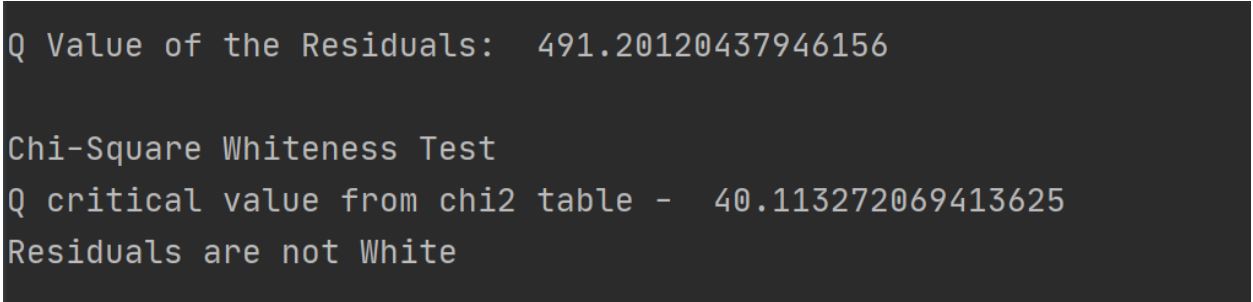 Q Value of the Residuals:  491.20120437946156
Chi-Square Whiteness Test
Q critical value from chi2 table -  40.113272069413625
Residuals are not White